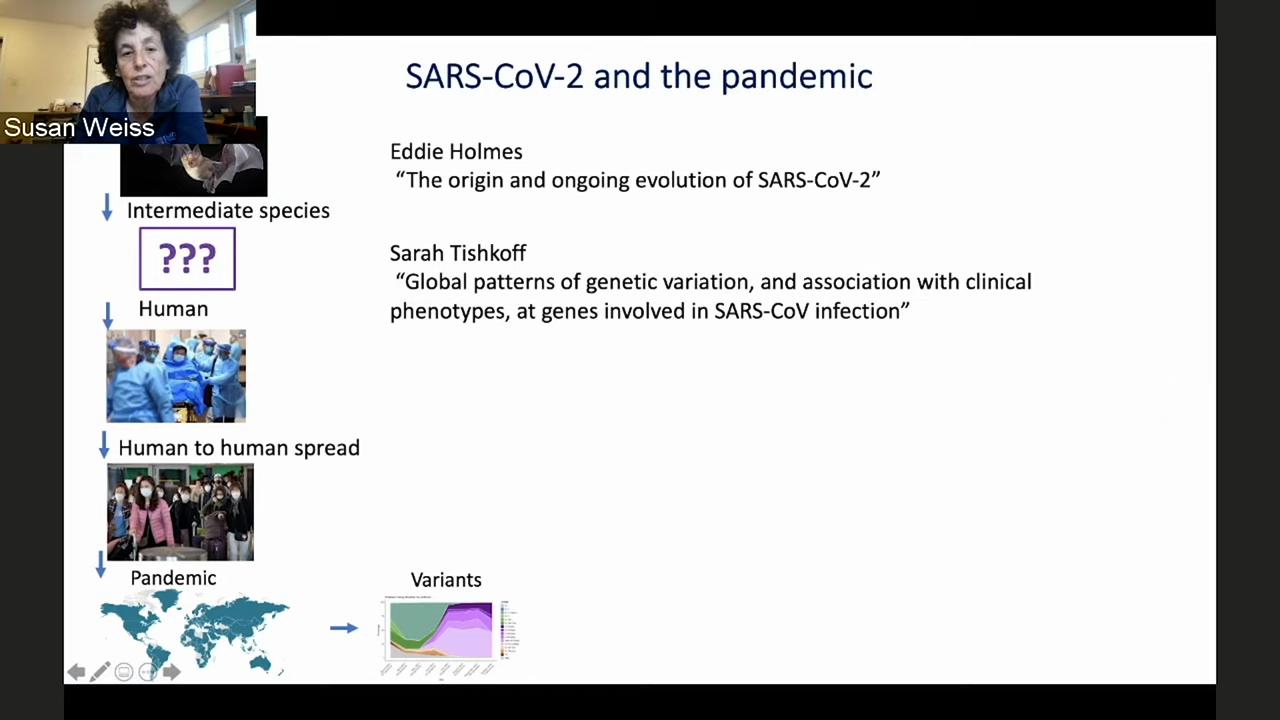 SARS-CoV-2 and the pandemic
Susan Weiss
Eddie Holmes
“The origin and ongoing evolution of SARS-CoV-2”
Intermediate species
???
Sarah Tishkoff
“Global patterns of genetic variation, and association with clinical
phenotypes, at genes involved in SARS-CoV infection”
Human
Human to human spread
Pandemic
Variants